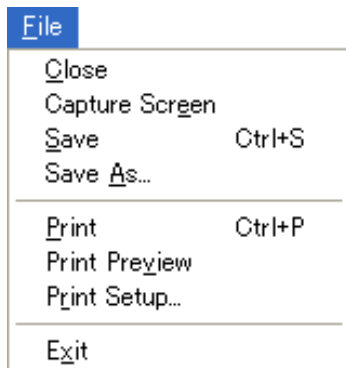 File
Close
Capture Screen
Save Ctrl+S
Save As...
Print Ctrl+P
Print Preview
Print Setup...
Exit